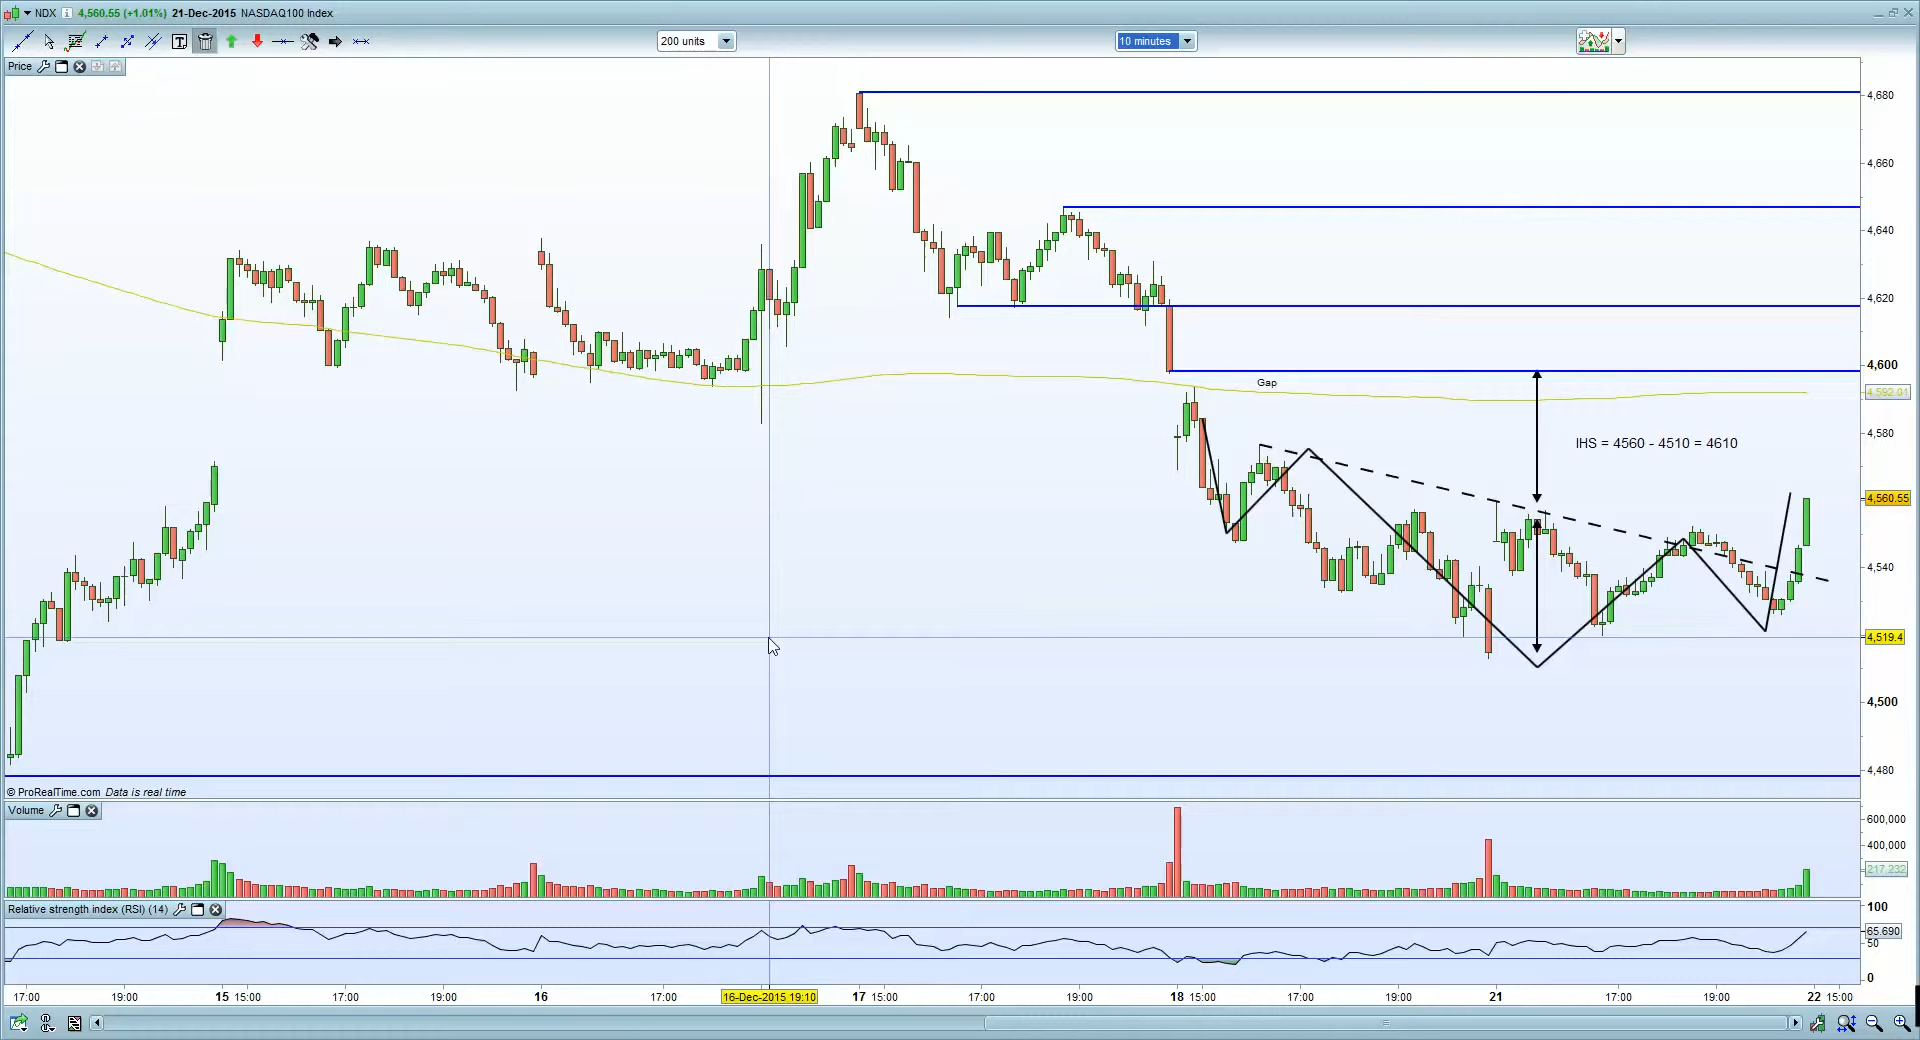 NDX 4,560.55 (+1.01%) 21-Dec-2015 NASDAQ100 Index
200 units
10 minutes
Price
4,680
4,660
4,640
4,620
4,600
4,592.01
Gap
4,580
IHS = 4560 - 4510 = 4610
4,560.55
4,540
4,519.4
4,500
4,480
© ProRealTime.com Data is real time
Volume
600,000
400,000
217,232
Relative strength index (RSI) (14)
100
65.690
50
0
17:00 19:00 15 15:00 17:00 19:00 16 17:00 16-Dec-2015 19:10 17 15:00 17:00 19:00 18 15:00 17:00 19:00 21 17:00 19:00 22 15:00